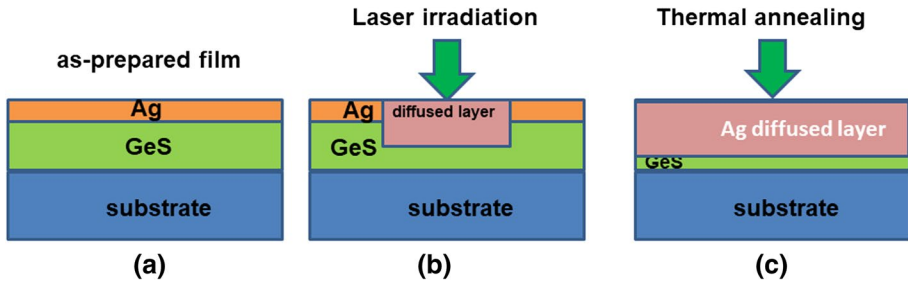 as-prepared film
Ag
GeS
substrate
(a)
Laser irradiation
Ag
diffused layer
GeS
substrate
(b)
Thermal annealing
Ag diffused layer
GeS
substrate
(c)